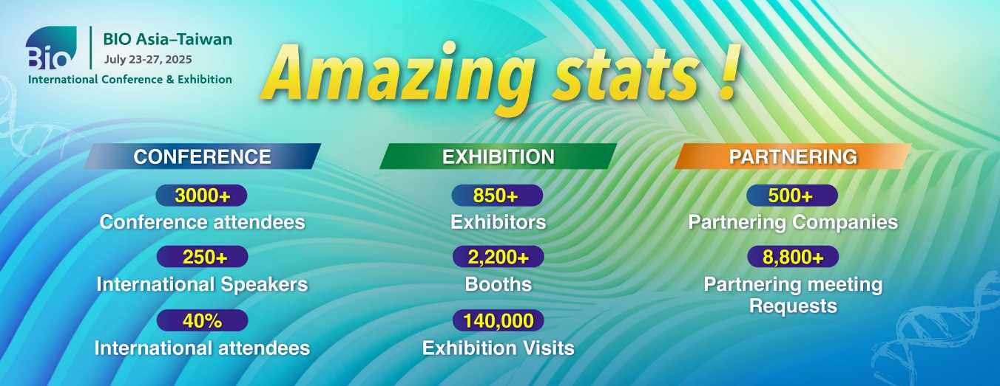 Bio
BIO Asia–Taiwan
July 23-27, 2025
International Conference & Exhibition
Amazing stats !
CONFERENCE
3000+
Conference attendees
250+
International Speakers
40%
International attendees
EXHIBITION
850+
Exhibitors
2,200+
Booths
140,000
Exhibition Visits
PARTNERING
500+
Partnering Companies
8,800+
Partnering meeting
Requests